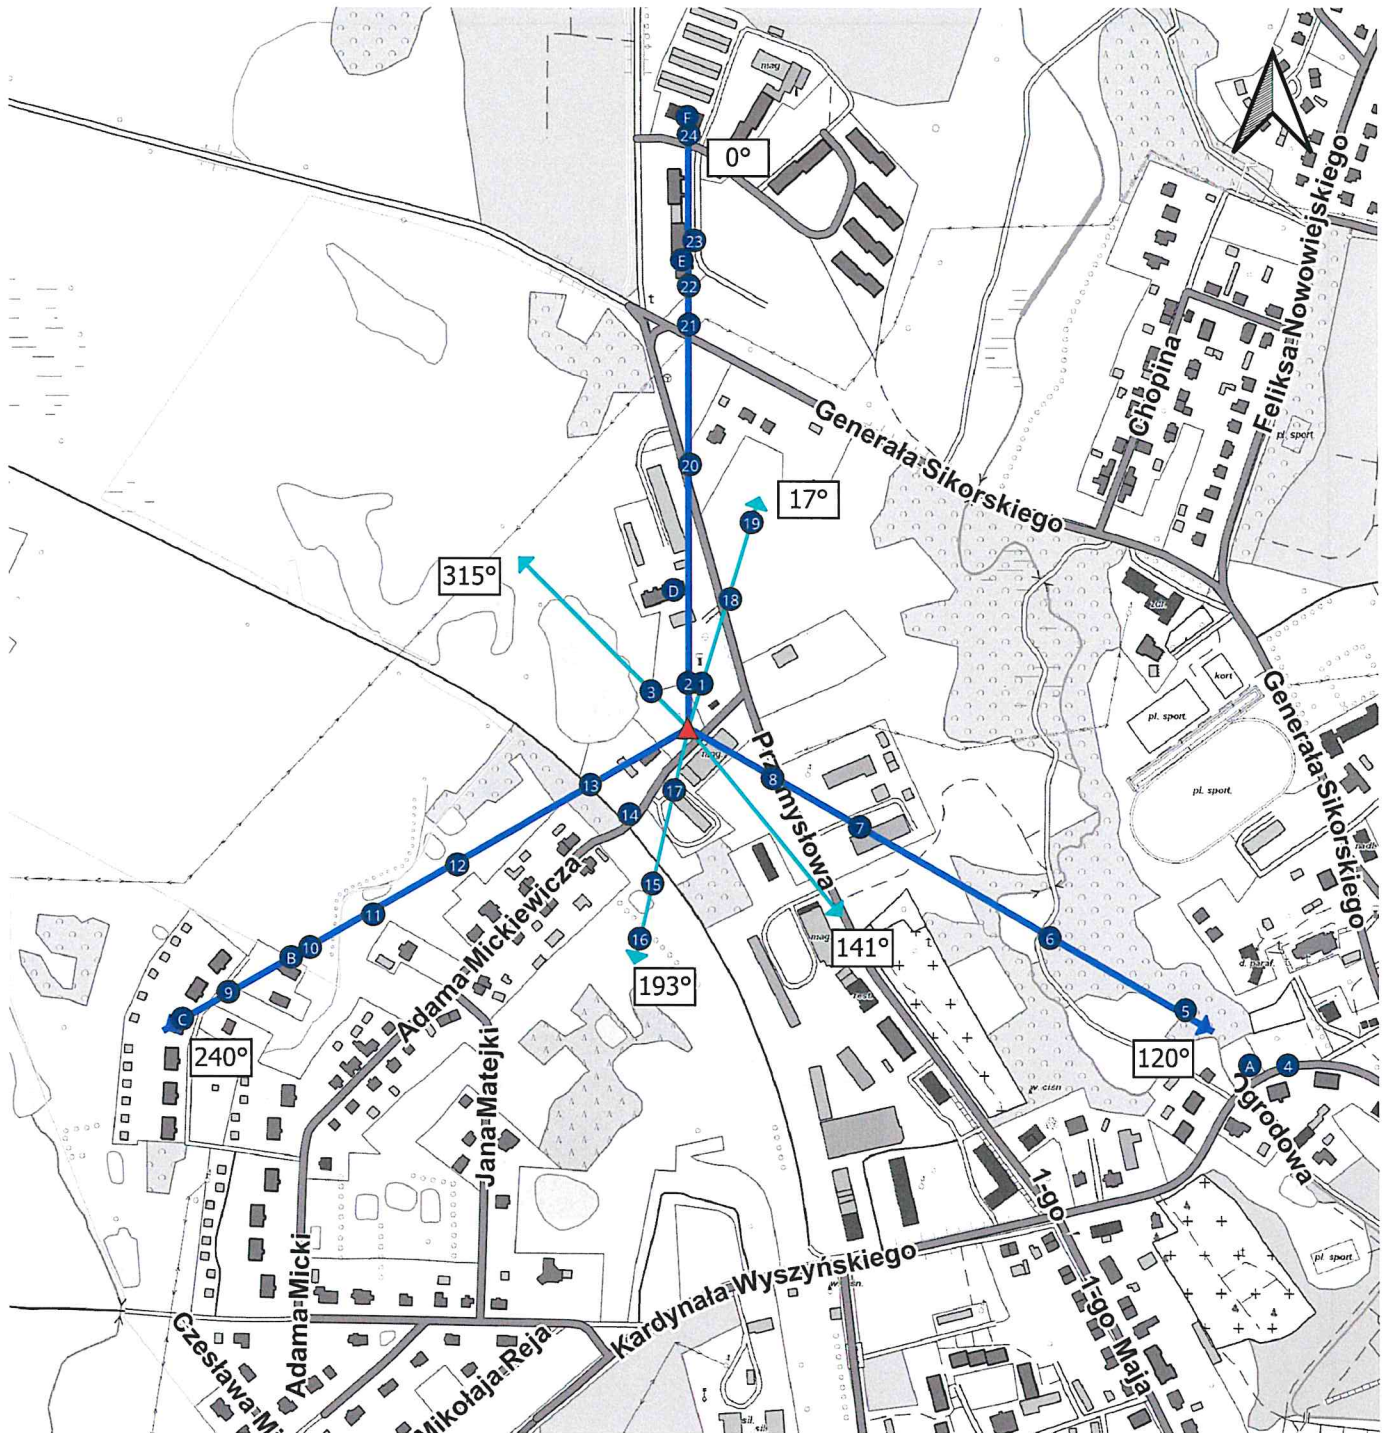 mag
F
24
0°
23
E
22
t
21
Chopina
Feliksa Nowowiejskiego
pl. sport
Generała Sikorskiego
20
17°
19
315°
D
18
kort
2
1
3
pl. sport
Generała Sikorskiego
mag.
Przemysłowa
13
8
17
14
7
pl. sport.
12
15
11
16
B
10
9
C
193°
mag
141°
t
6
d. paraf.
5
240°
Adama Mickiewicza
Jana Matejki
120°
A
4
w. ciśn
Ogrodowa
1-go
pl. sport
Kardynała Wyszyńskiego
1-go Maja
Adama Micki
Czesława Mi
Mikołaja Reja
sil.